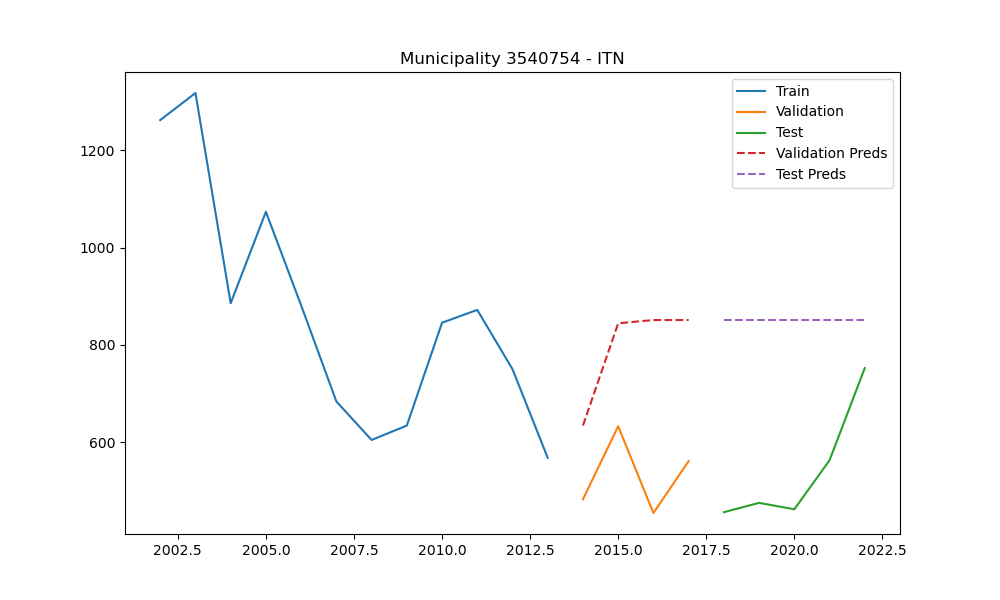 Municipality 3540754 - ITN
Train
Validation
Test
Validation Preds
Test Preds
1200
1000
800
600
2002.5 2005.0 2007.5 2010.0 2012.5 2015.0 2017.5 2020.0 2022.5